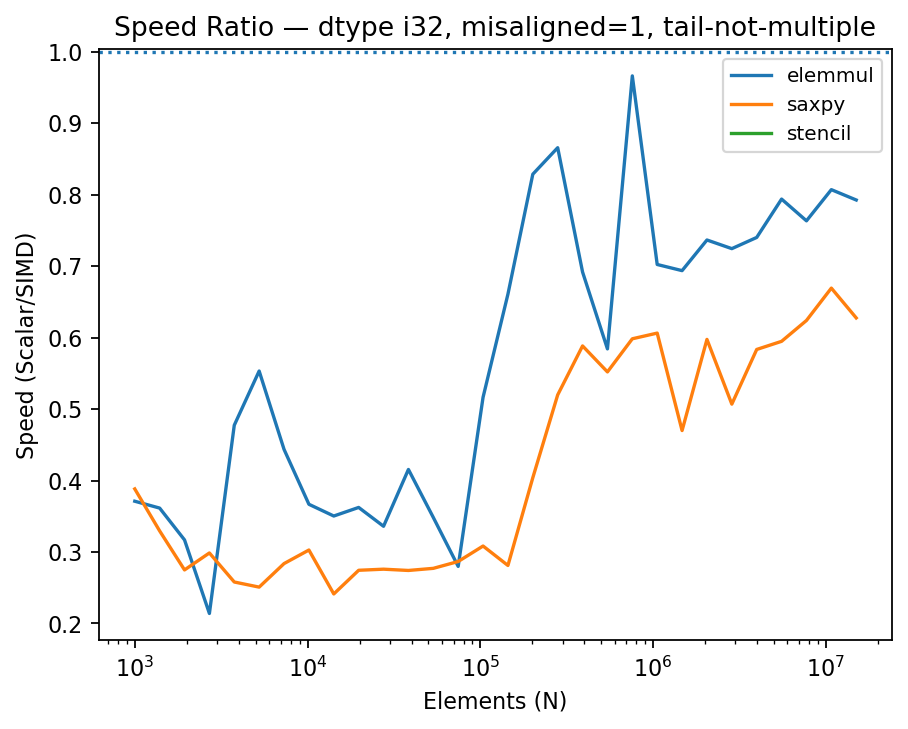 Speed Ratio — dtype i32, misaligned=1, tail-not-multiple
1.0
0.9
0.8
0.7
0.6
0.5
0.4
0.3
0.2
Speed (Scalar/SIMD)
elemmul
saxpy
stencil
10³ 10⁴ 10⁵ 10⁶ 10⁷
Elements (N)